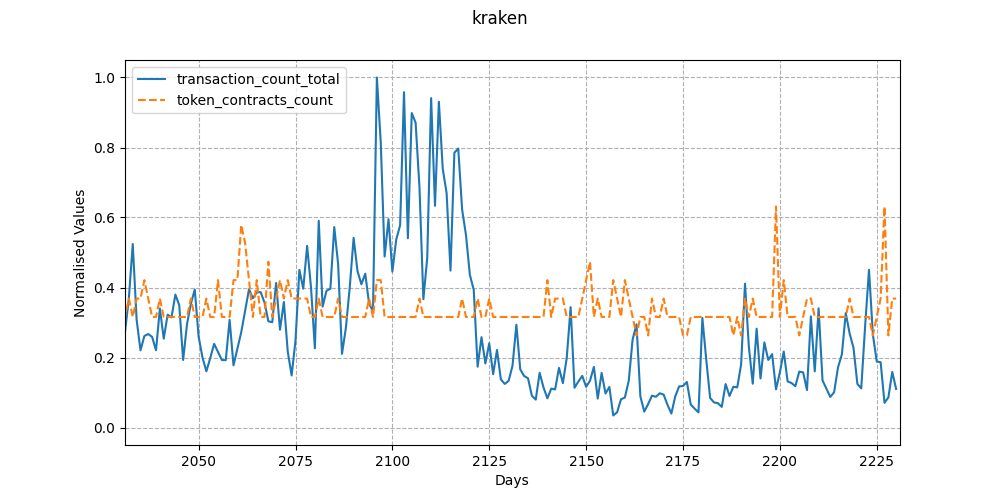 kraken
transaction_count_total
token_contracts_count
Normalised Values
1.0
0.8
0.6
0.4
0.2
0.0
2050 2075 2100 2125 2150 2175 2200 2225
Days